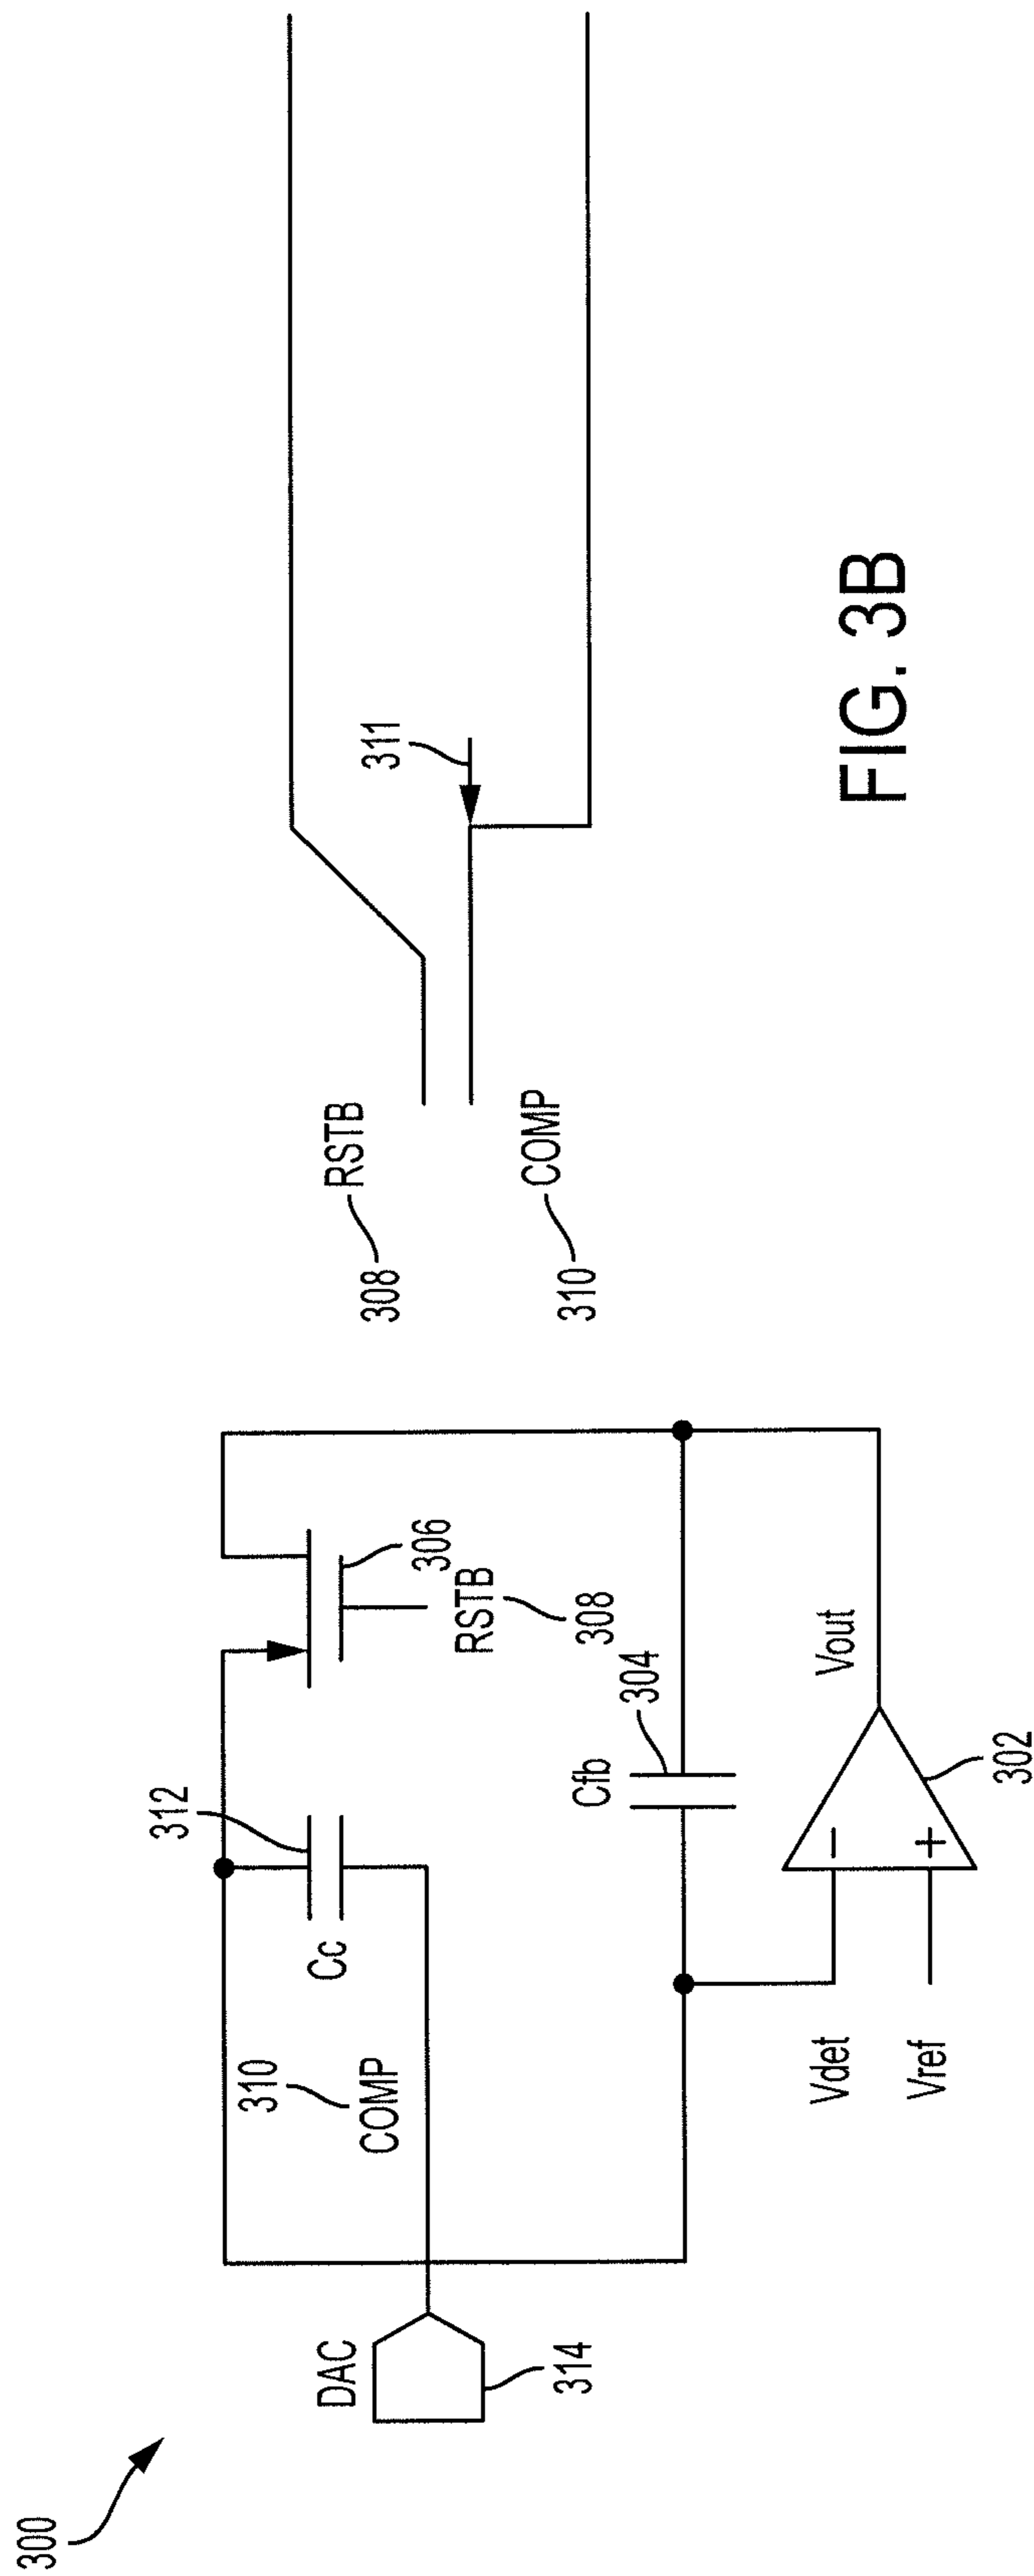 300
DAC
314
310
COMP
Cc
312
306
RSTB
308
304
Cfb
Vdet
Vref
−
+
Vout
302
308
RSTB
311
310
COMP
FIG. 3B